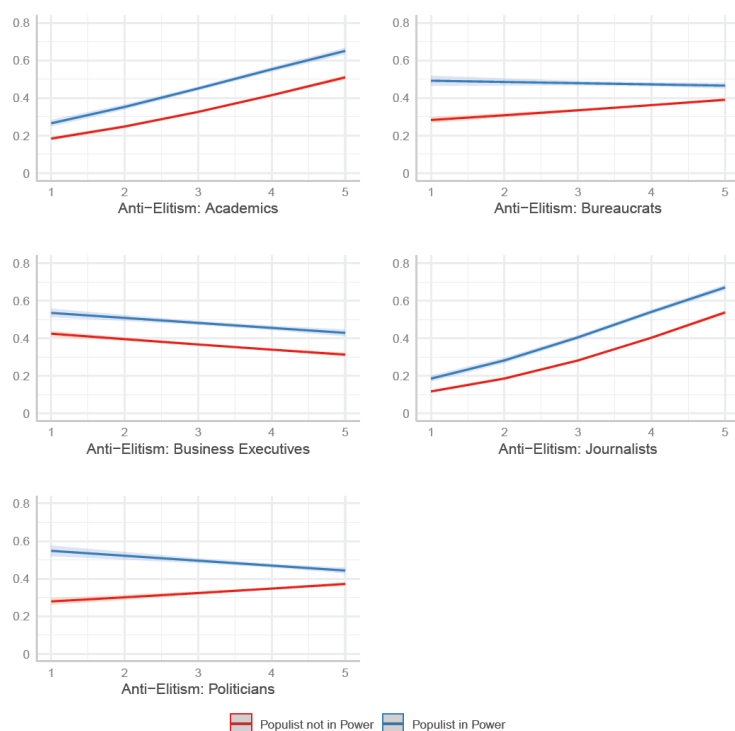 0.8
0.6
0.4
0.2
0
1 2 3 4 5
Anti−Elitism: Academics
0.8
0.6
0.4
0.2
0
1 2 3 4 5
Anti−Elitism: Bureaucrats
0.8
0.6
0.4
0.2
0
1 2 3 4 5
Anti−Elitism: Business Executives
0.8
0.6
0.4
0.2
0
1 2 3 4 5
Anti−Elitism: Journalists
0.8
0.6
0.4
0.2
0
1 2 3 4 5
Anti−Elitism: Politicians
Populist not in Power Populist in Power